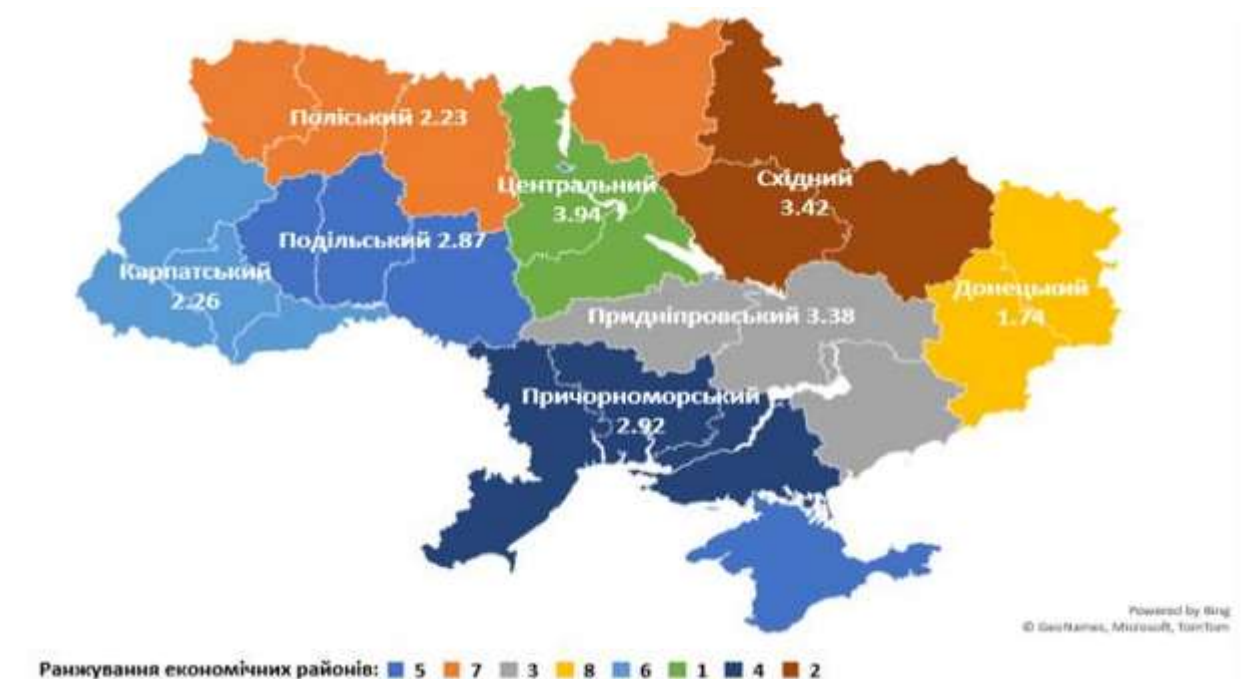 Поліський 2.23
Центральний
3.94
Східний
3.42
Подільський 2.87
Карпатський
2.26
Донецький
1.74
Придніпровський 3.38
Причорноморський
2.92
Powered by Bing
© GeoNames, Microsoft, TomTom
Ранжування економічних районів: 5 7 3 8 6 1 4 2